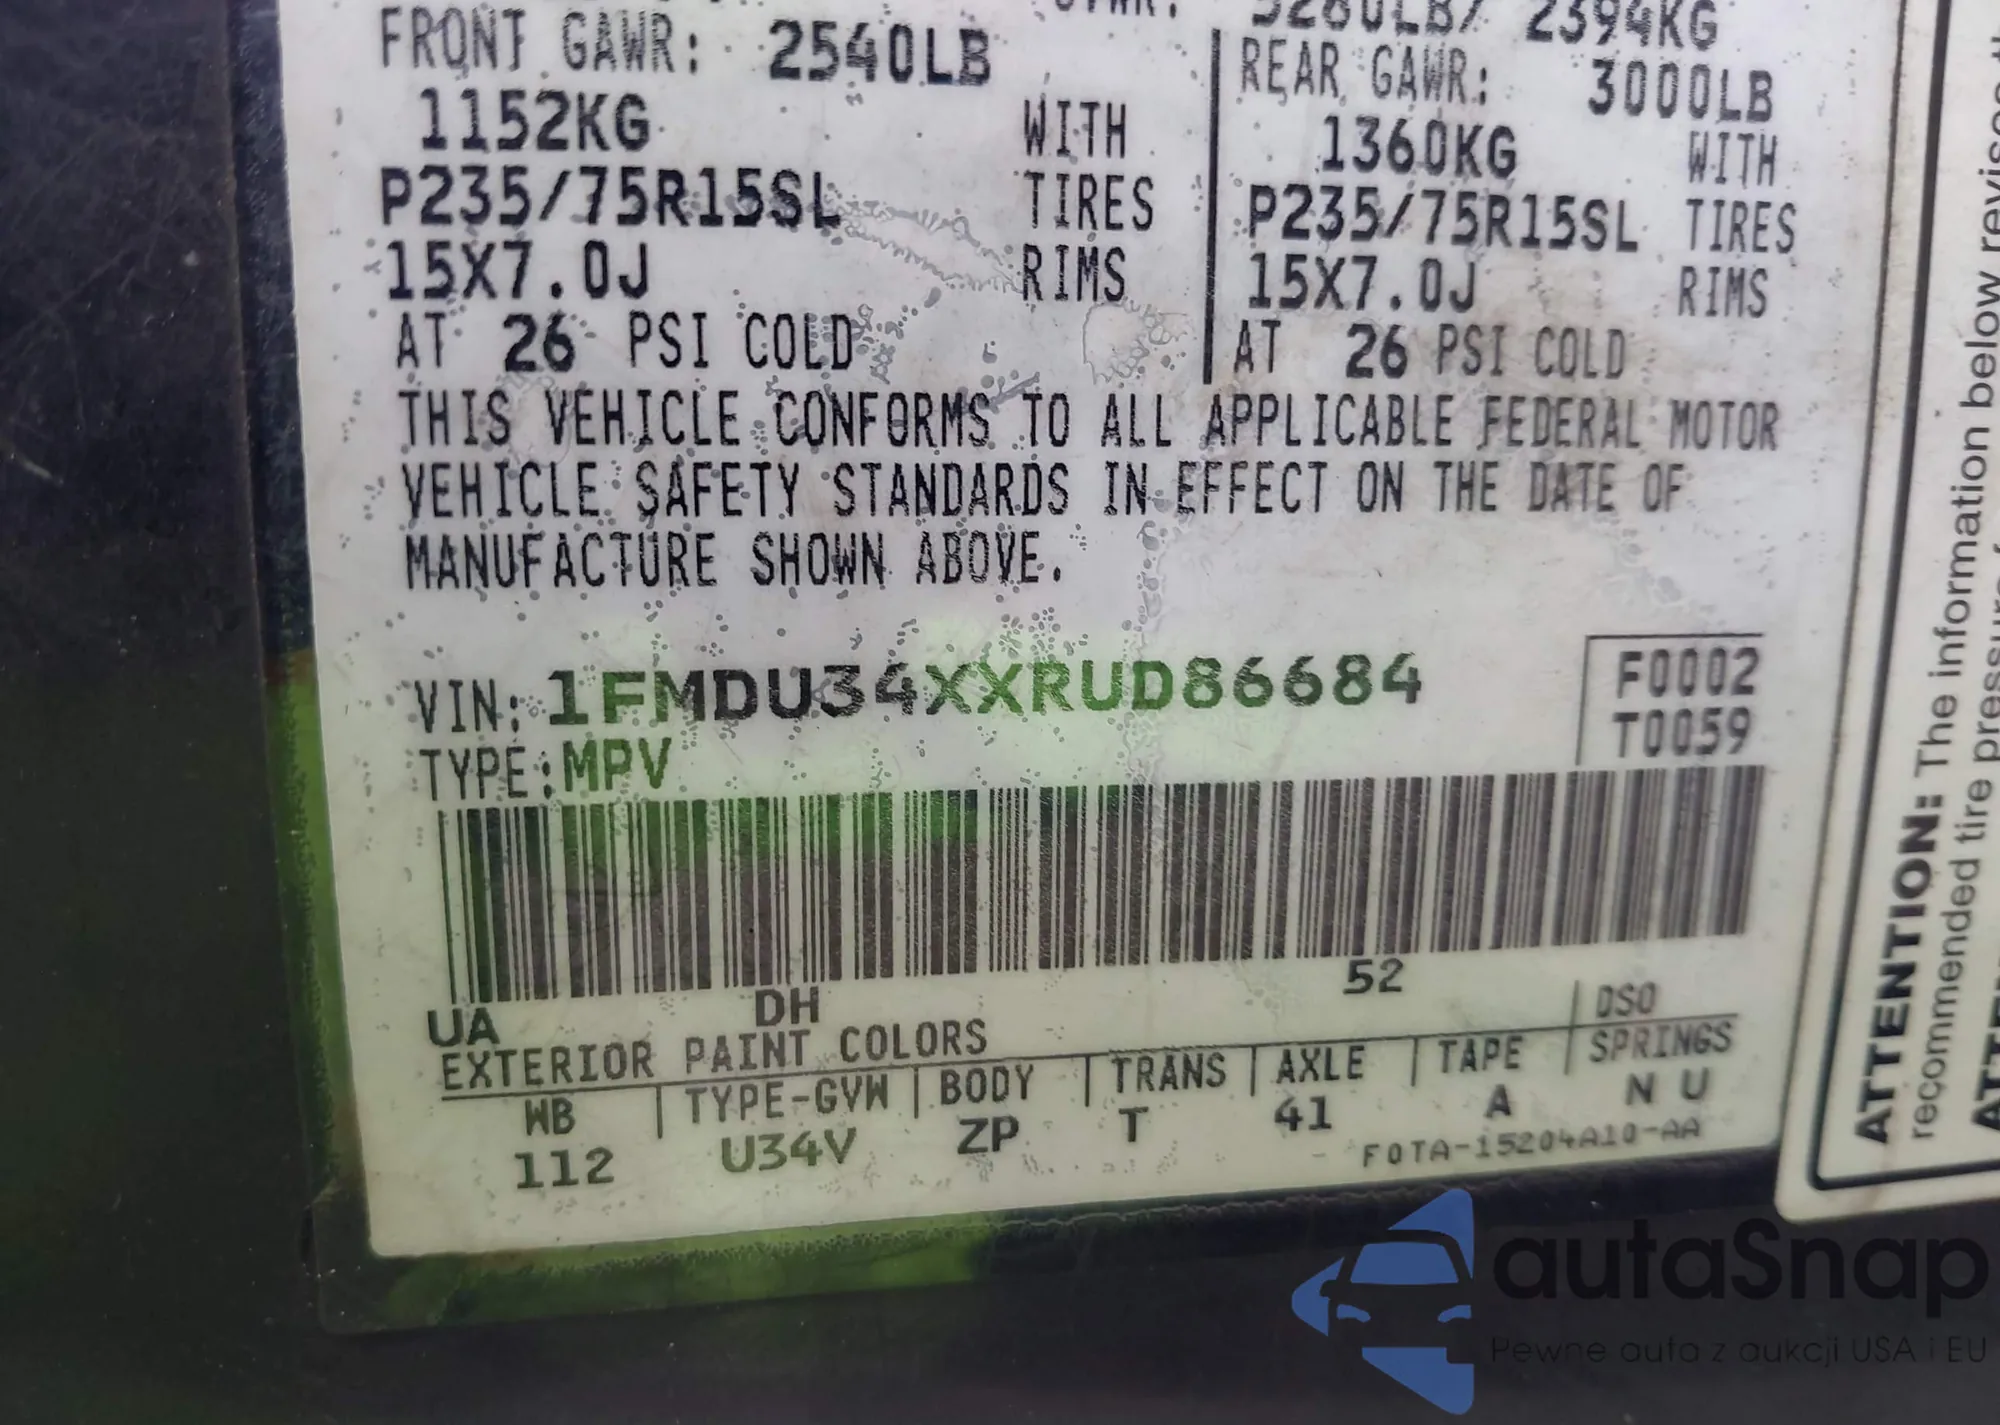 5280LB/ 2394KG
FRONT GAWR: 2540LB
1152KG WITH
P235/75R15SL TIRES
15X7.0J RIMS
AT 26 PSI COLD
REAR GAWR: 3000LB
1360KG WITH
P235/75R15SL TIRES
15X7.0J RIMS
AT 26 PSI COLD
THIS VEHICLE CONFORMS TO ALL APPLICABLE FEDERAL MOTOR
VEHICLE SAFETY STANDARDS IN EFFECT ON THE DATE OF
MANUFACTURE SHOWN ABOVE.
VIN: 1FMDU34XXRUD86684
TYPE: MPV
F0002
T0059
UA DH 52
EXTERIOR PAINT COLORS DSO
WB TYPE-GVW BODY TRANS AXLE TAPE SPRINGS
112 U34V ZP T 41 A N U
F0TA-15204A10-AA
ATTENTION: The information below revised
recommended tire pressure
autaSnap
Pewne auta z aukcji USA i EU